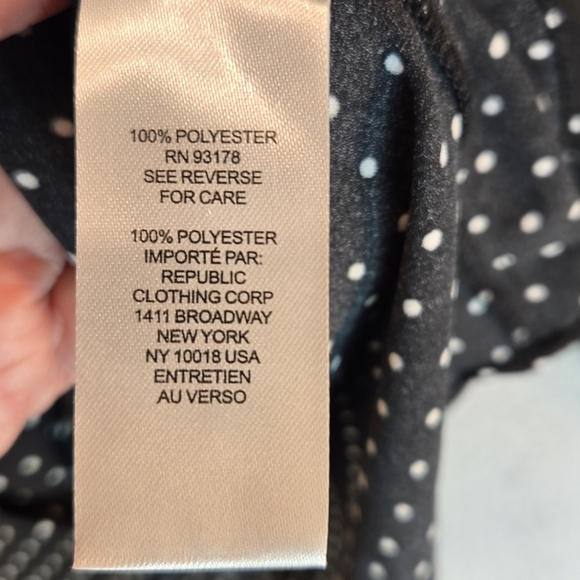 100% POLYESTER
RN 93178
SEE REVERSE
FOR CARE
100% POLYESTER
IMPORTÉ PAR:
REPUBLIC
CLOTHING CORP
1411 BROADWAY
NEW YORK
NY 10018 USA
ENTRETIEN
AU VERSO